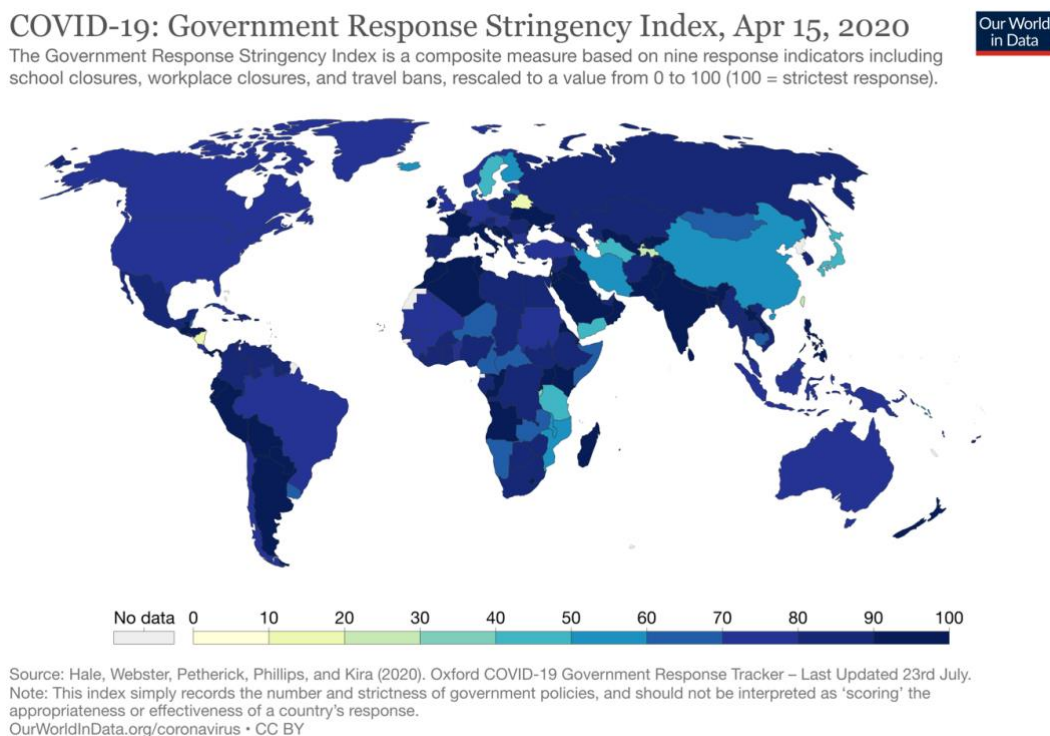 COVID-19: Government Response Stringency Index, Apr 15, 2020
Our World
in Data
The Government Response Stringency Index is a composite measure based on nine response indicators including
school closures, workplace closures, and travel bans, rescaled to a value from 0 to 100 (100 = strictest response).
No data 0 10 20 30 40 50 60 70 80 90 100
Source: Hale, Webster, Petherick, Phillips, and Kira (2020). Oxford COVID-19 Government Response Tracker – Last Updated 23rd July.
Note: This index simply records the number and strictness of government policies, and should not be interpreted as ‘scoring’ the
appropriateness or effectiveness of a country's response.
OurWorldInData.org/coronavirus • CC BY